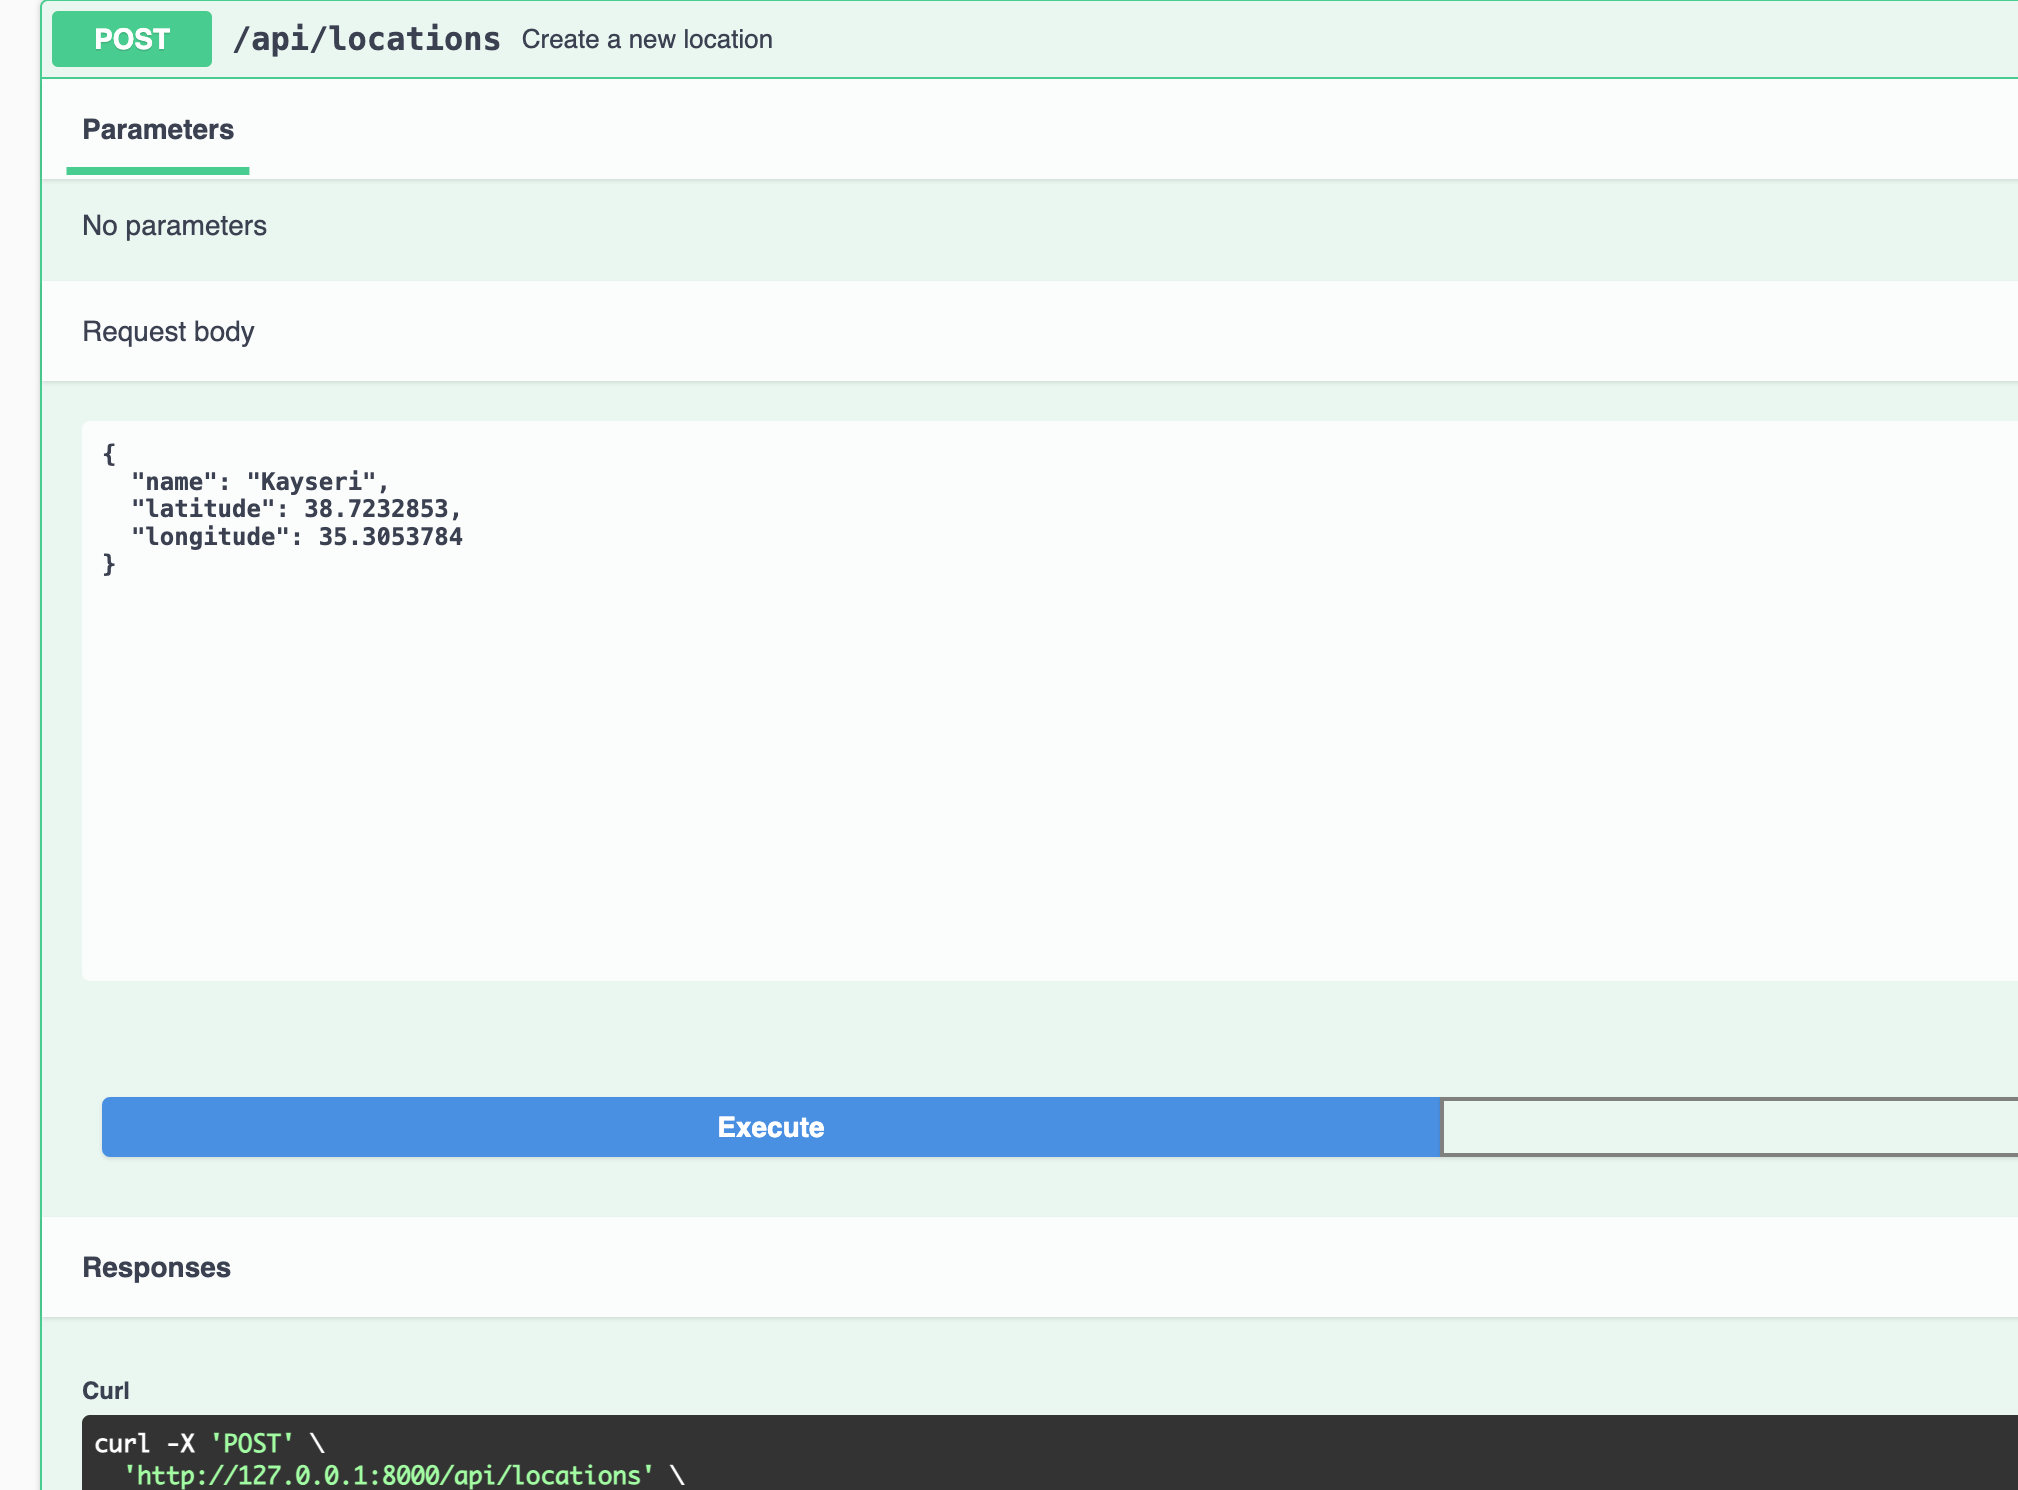 POST /api/locations Create a new location
Parameters
No parameters
Request body
{
  "name": "Kayseri",
  "latitude": 38.7232853,
  "longitude": 35.3053784
}
Execute
Responses
Curl
curl -X 'POST' \
  'http://127.0.0.1:8000/api/locations' \